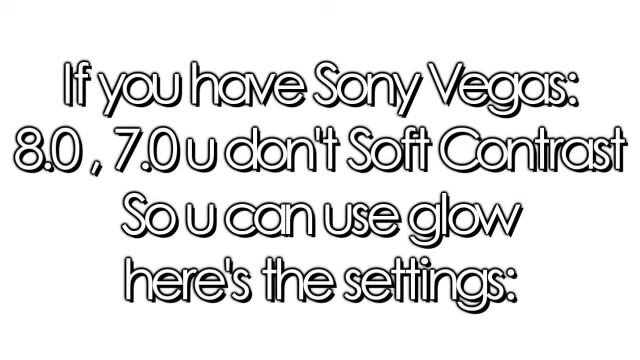 If you have Sony Vegas:
8.0 , 7.0 u don't Soft Contrast
So u can use glow
here's the settings: